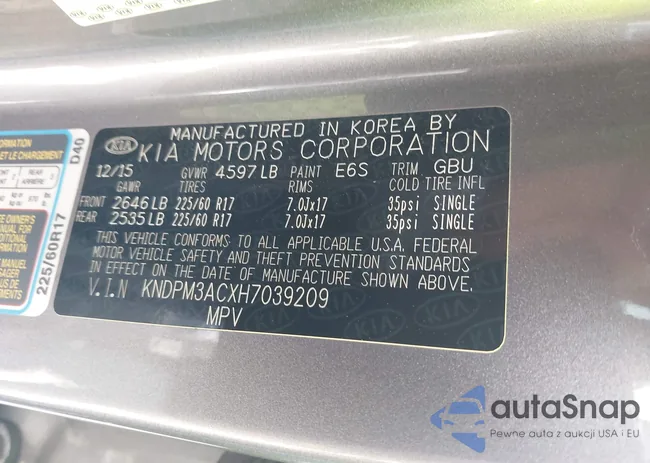 MANUFACTURED IN KOREA BY
KIA KIA MOTORS CORPORATION
12/15 GVWR 4597 LB PAINT E6S TRIM GBU
GAWR TIRES RIMS COLD TIRE INFL
FRONT 2646 LB 225/60 R17 7.0Jx17 35psi SINGLE
REAR 2535 LB 225/60 R17 7.0Jx17 35psi SINGLE
THIS VEHICLE CONFORMS TO ALL APPLICABLE U.S.A. FEDERAL
MOTOR VEHICLE SAFETY AND THEFT PREVENTION STANDARDS
IN EFFECT ON THE DATE OF MANUFACTURE SHOWN ABOVE.
V.I.N KNDPM3ACXH7039209
MPV
D40
225/60R17
autaSnap
Pewne auta z aukcji USA i EU